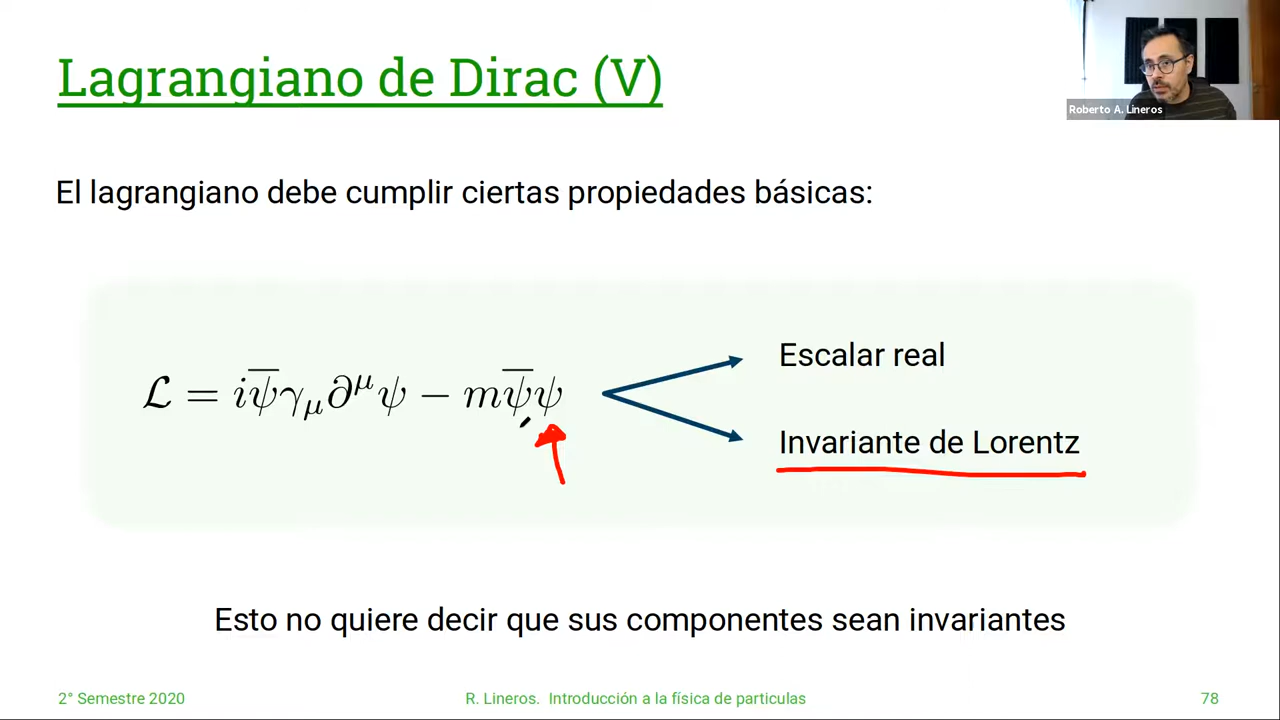 Lagrangiano de Dirac (V)
Roberto A. Lineros
El lagrangiano debe cumplir ciertas propiedades básicas:
Escalar real
ℒ = iψ̅γ_μ∂^μψ − mψ̅ψ
Invariante de Lorentz
Esto no quiere decir que sus componentes sean invariantes
2° Semestre 2020
R. Lineros. Introducción a la física de particulas
78